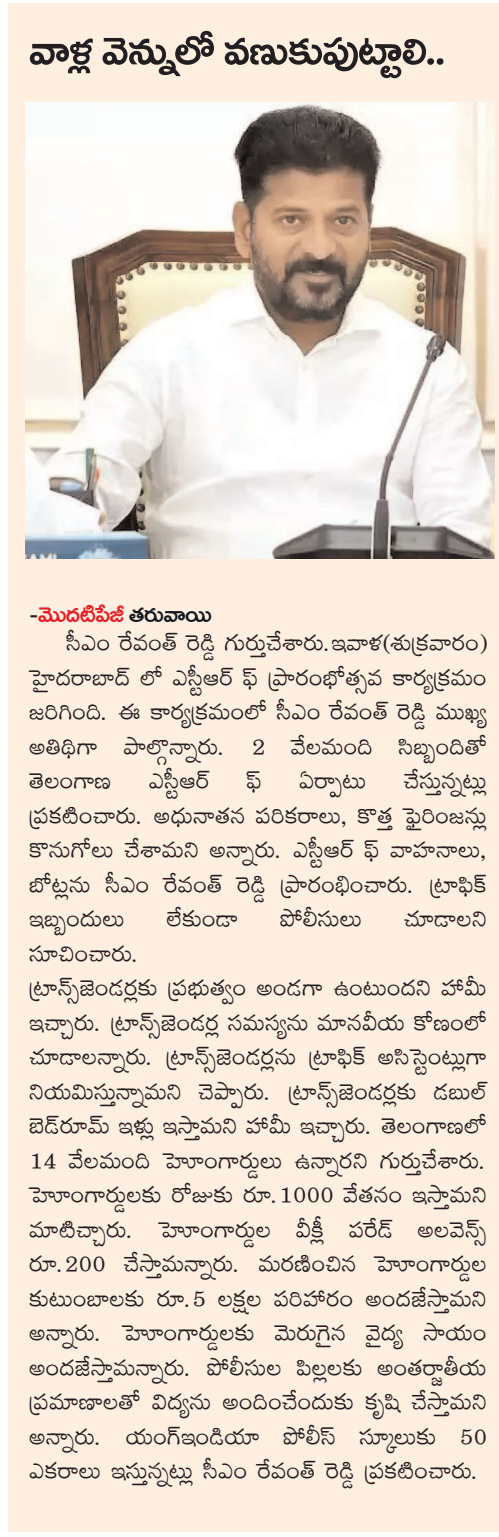 వాళ్ల వెన్నులో వణుకుపుట్టాలి..
-మొదటిపేజీ తరువాయి
సీఎం రేవంత్ రెడ్డి గుర్తుచేశారు.ఇవాళ(శుక్రవారం)
హైదరాబాద్ లో ఎస్డీఆర్ ఫ్ ప్రారంభోత్సవ కార్యక్రమం
జరిగింది. ఈ కార్యక్రమంలో సీఎం రేవంత్ రెడ్డి ముఖ్య
అతిథిగా పాల్గొన్నారు. 2 వేలమంది సిబ్బందితో
తెలంగాణ ఎస్డీఆర్ ఫ్ ఏర్పాటు చేస్తున్నట్లు
ప్రకటించారు. అధునాతన పరికరాలు, కొత్త ఫైరింజన్లు
కొనుగోలు చేశామని అన్నారు. ఎస్డీఆర్ ఫ్ వాహనాలు,
బోట్లను సీఎం రేవంత్ రెడ్డి ప్రారంభించారు. ట్రాఫిక్
ఇబ్బందులు లేకుండా పోలీసులు చూడాలని
సూచించారు.
ట్రాన్స్‌జెండర్లకు ప్రభుత్వం అండగా ఉంటుందని హామీ
ఇచ్చారు. ట్రాన్స్‌జెండర్ల సమస్యను మానవీయ కోణంలో
చూడాలన్నారు. ట్రాన్స్‌జెండర్లను ట్రాఫిక్ అసిస్టెంట్లుగా
నియమిస్తున్నామని చెప్పారు. ట్రాన్స్‌జెండర్లకు డబుల్
బెడ్‌రూమ్ ఇళ్లు ఇస్తామని హామీ ఇచ్చారు. తెలంగాణలో
14 వేలమంది హెూంగార్డులు ఉన్నారని గుర్తుచేశారు.
హెూంగార్డులకు రోజుకు రూ.1000 వేతనం ఇస్తామని
మాటిచ్చారు. హెూంగార్డుల వీక్లీ పరేడ్ అలవెన్స్
రూ.200 చేస్తామన్నారు. మరణించిన హెూంగార్డుల
కుటుంబాలకు రూ.5 లక్షల పరిహారం అందజేస్తామని
అన్నారు. హెూంగార్డులకు మెరుగైన వైద్య సాయం
అందజేస్తామన్నారు. పోలీసుల పిల్లలకు అంతర్జాతీయ
ప్రమాణాలతో విద్యను అందించేందుకు కృషి చేస్తామని
అన్నారు. యంగ్ఇండియా పోలీస్ స్కూలుకు 50
ఎకరాలు ఇస్తున్నట్లు సీఎం రేవంత్ రెడ్డి ప్రకటించారు.